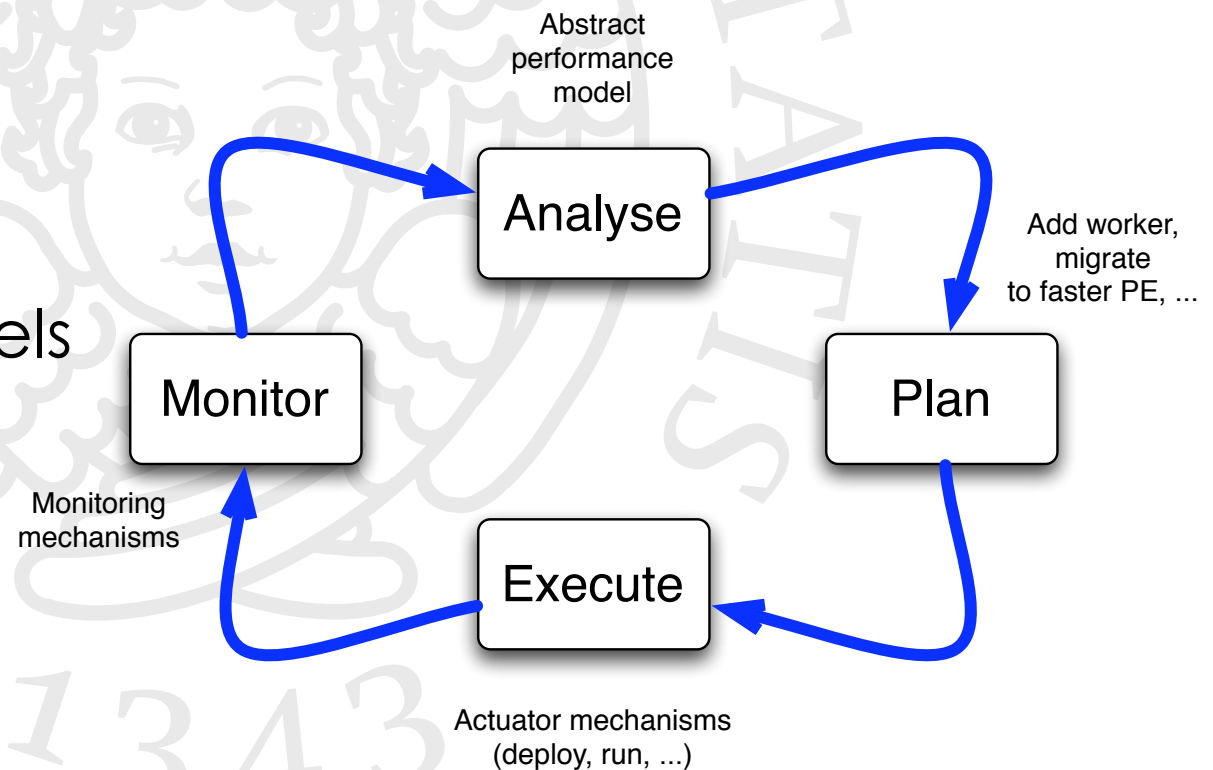 Abstract
performance
model
Analyse
Add worker,
migrate
to faster PE, ...
els
Monitor
Plan
Monitoring
mechanisms
Execute
Actuator mechanisms
(deploy, run, ...)
1343